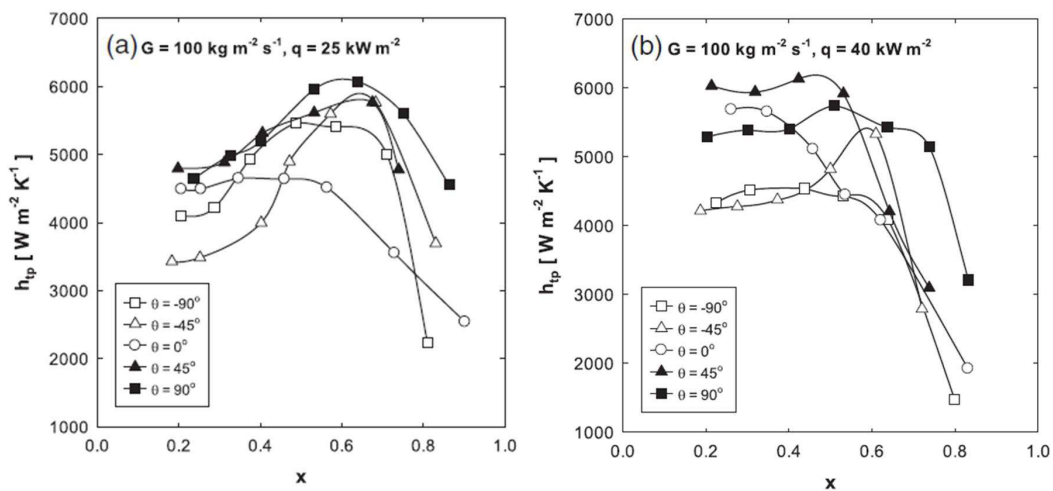 (a) G = 100 kg m⁻² s⁻¹, q = 25 kW m⁻²
7000
6000
5000
4000
3000
2000
1000
h_tp [ W m⁻² K⁻¹ ]
θ = -90°
θ = -45°
θ = 0°
θ = 45°
θ = 90°
0.0 0.2 0.4 0.6 0.8 1.0
x
(b) G = 100 kg m⁻² s⁻¹, q = 40 kW m⁻²
7000
6000
5000
4000
3000
2000
1000
h_tp [ W m⁻² K⁻¹ ]
θ = -90°
θ = -45°
θ = 0°
θ = 45°
θ = 90°
0.0 0.2 0.4 0.6 0.8 1.0
x